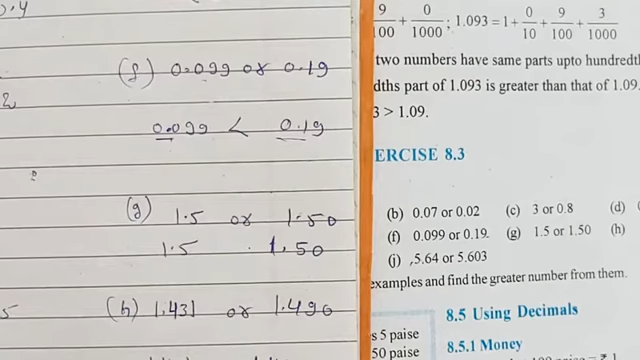 0.4
(f) 0.099 or 0.19
0.099 < 0.19
(g) 1.5 or 1.50
1.5 1.50
5 (h) 1.431 or 1.490
9/100 + 0/1000 ; 1.093 = 1 + 0/10 + 9/100 + 3/1000
two numbers have same parts upto hundredth
dths part of 1.093 is greater than that of 1.09.
3 > 1.09.
ERCISE 8.3
(b) 0.07 or 0.02 (c) 3 or 0.8 (d)
(f) 0.099 or 0.19. (g) 1.5 or 1.50 (h)
(j) ,5.64 or 5.603
examples and find the greater number from them.
8.5 Using Decimals
s 5 paise
50 paise
8.5.1 Money